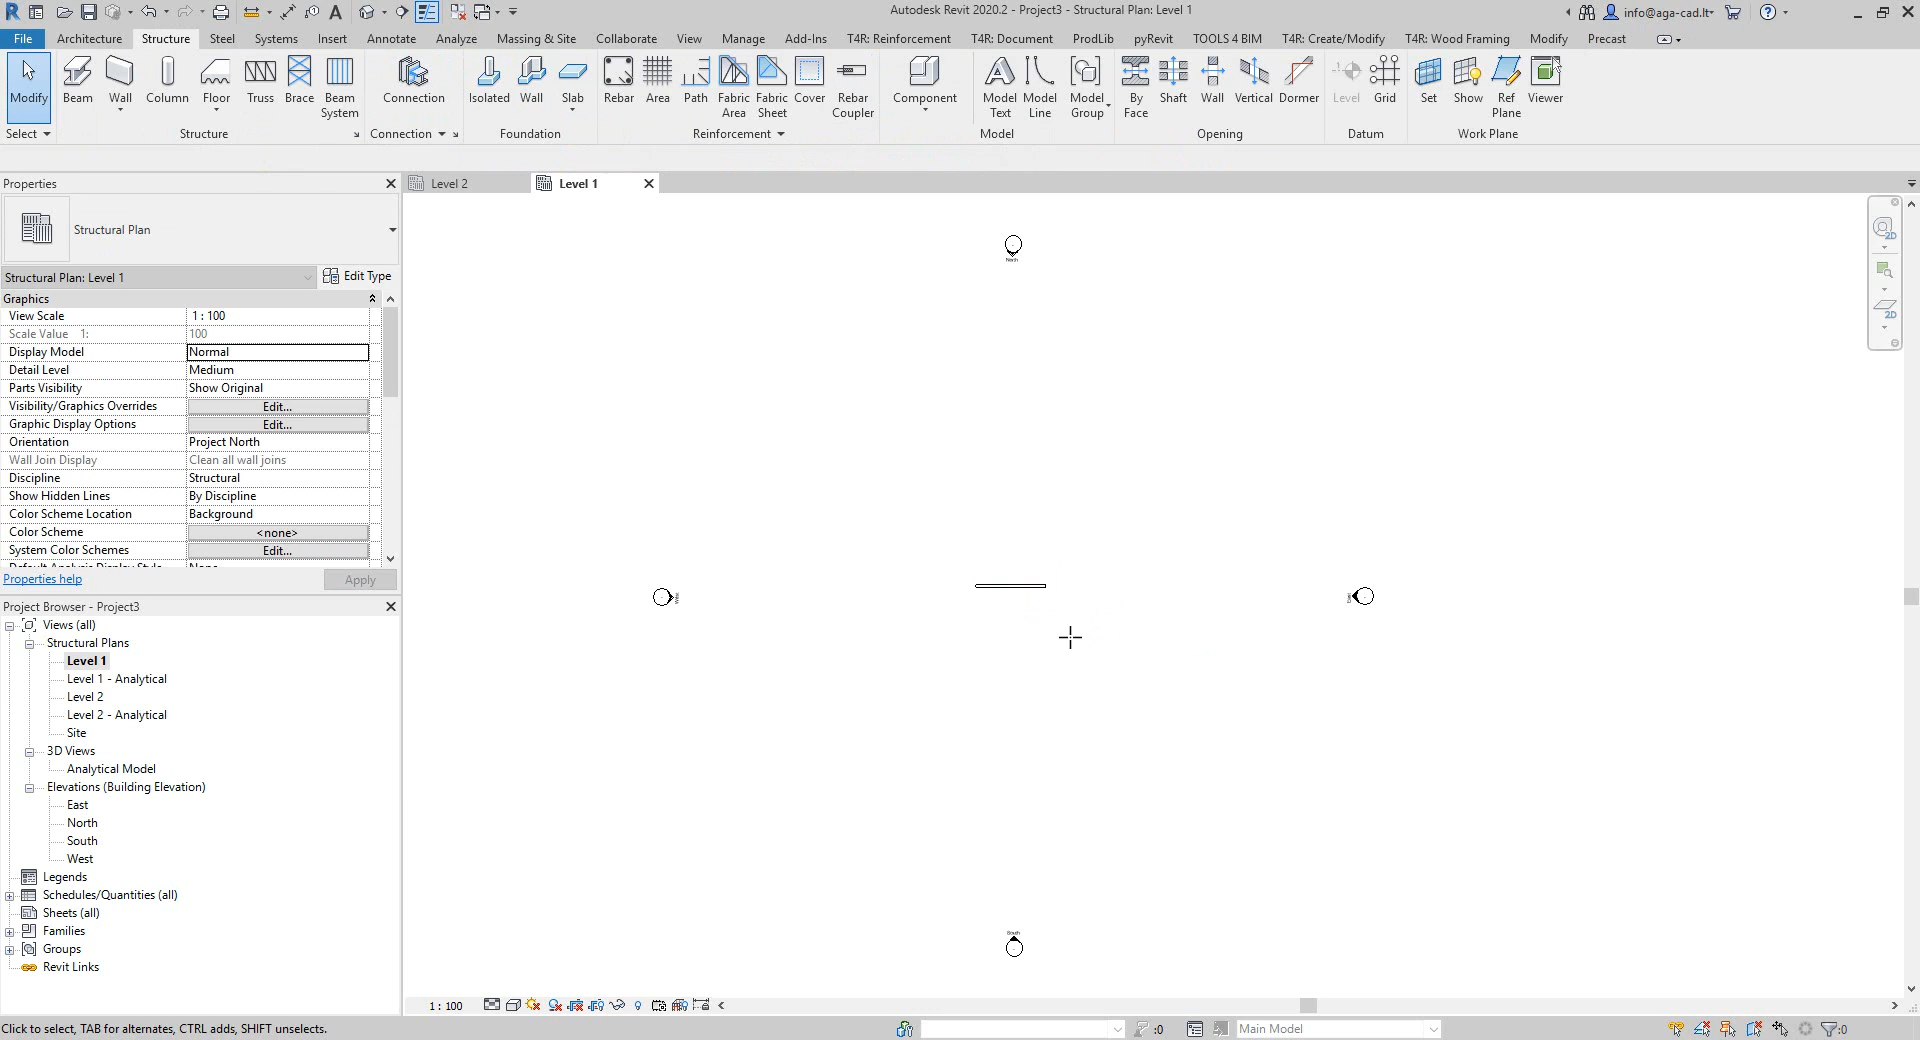 Autodesk Revit 2020.2 - Project3 - Structural Plan: Level 1
info@aga-cad.lt
File Architecture Structure Steel Systems Insert Annotate Analyze Massing & Site Collaborate View Manage Add-Ins T4R: Reinforcement T4R: Document ProdLib pyRevit TOOLS 4 BIM T4R: Create/Modify T4R: Wood Framing Modify Precast
Modify Beam Wall Column Floor Truss Brace Beam System Connection Isolated Wall Slab Rebar Area Path Fabric Area Fabric Sheet Cover Rebar Coupler Component Model Text Model Line Model Group By Face Shaft Wall Vertical Dormer Level Grid Set Show Ref Plane Viewer
Select Structure Connection Foundation Reinforcement Model Opening Datum Work Plane
Properties
Level 2 Level 1
Structural Plan
Structural Plan: Level 1 Edit Type
Graphics
View Scale 1 : 100
Scale Value 1: 100
Display Model Normal
Detail Level Medium
Parts Visibility Show Original
Visibility/Graphics Overrides Edit...
Graphic Display Options Edit...
Orientation Project North
Wall Join Display Clean all wall joins
Discipline Structural
Show Hidden Lines By Discipline
Color Scheme Location Background
Color Scheme <none>
System Color Schemes Edit...
Default Analysis Display Style None
Properties help Apply
Project Browser - Project3
Views (all)
Structural Plans
Level 1
Level 1 - Analytical
Level 2
Level 2 - Analytical
Site
3D Views
Analytical Model
Elevations (Building Elevation)
East
North
South
West
Legends
Schedules/Quantities (all)
Sheets (all)
Families
Groups
Revit Links
North
West
East
South
2D
2D
1 : 100
Click to select, TAB for alternates, CTRL adds, SHIFT unselects.
:0
Main Model
:0